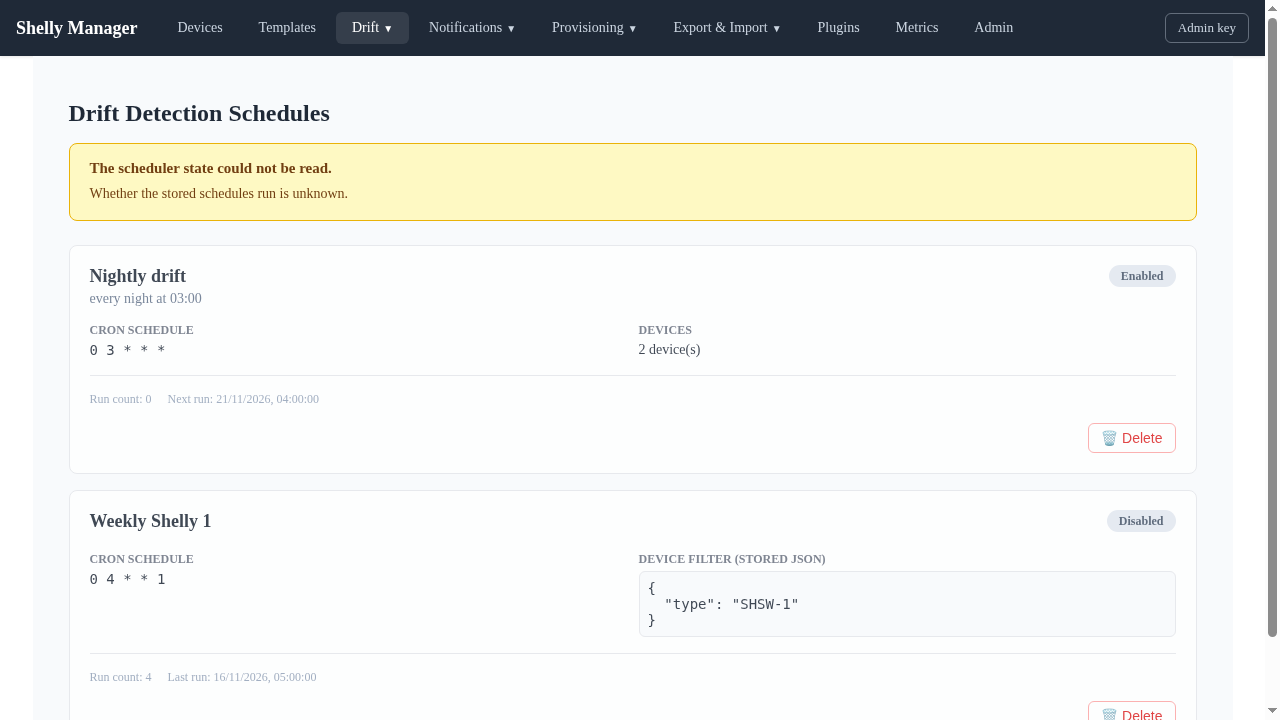 Shelly Manager
Devices
Templates
Drift ▼
Notifications ▼
Provisioning ▼
Export & Import ▼
Plugins
Metrics
Admin
Admin key
Drift Detection Schedules
The scheduler state could not be read.
Whether the stored schedules run is unknown.
Nightly drift
Enabled
every night at 03:00
CRON SCHEDULE
DEVICES
0 3 * * *
2 device(s)
Run count: 0
Next run: 21/11/2026, 04:00:00
🗑️ Delete
Weekly Shelly 1
Disabled
CRON SCHEDULE
DEVICE FILTER (STORED JSON)
0 4 * * 1
{
  "type": "SHSW-1"
}
Run count: 4
Last run: 16/11/2026, 05:00:00
🗑️ Delete